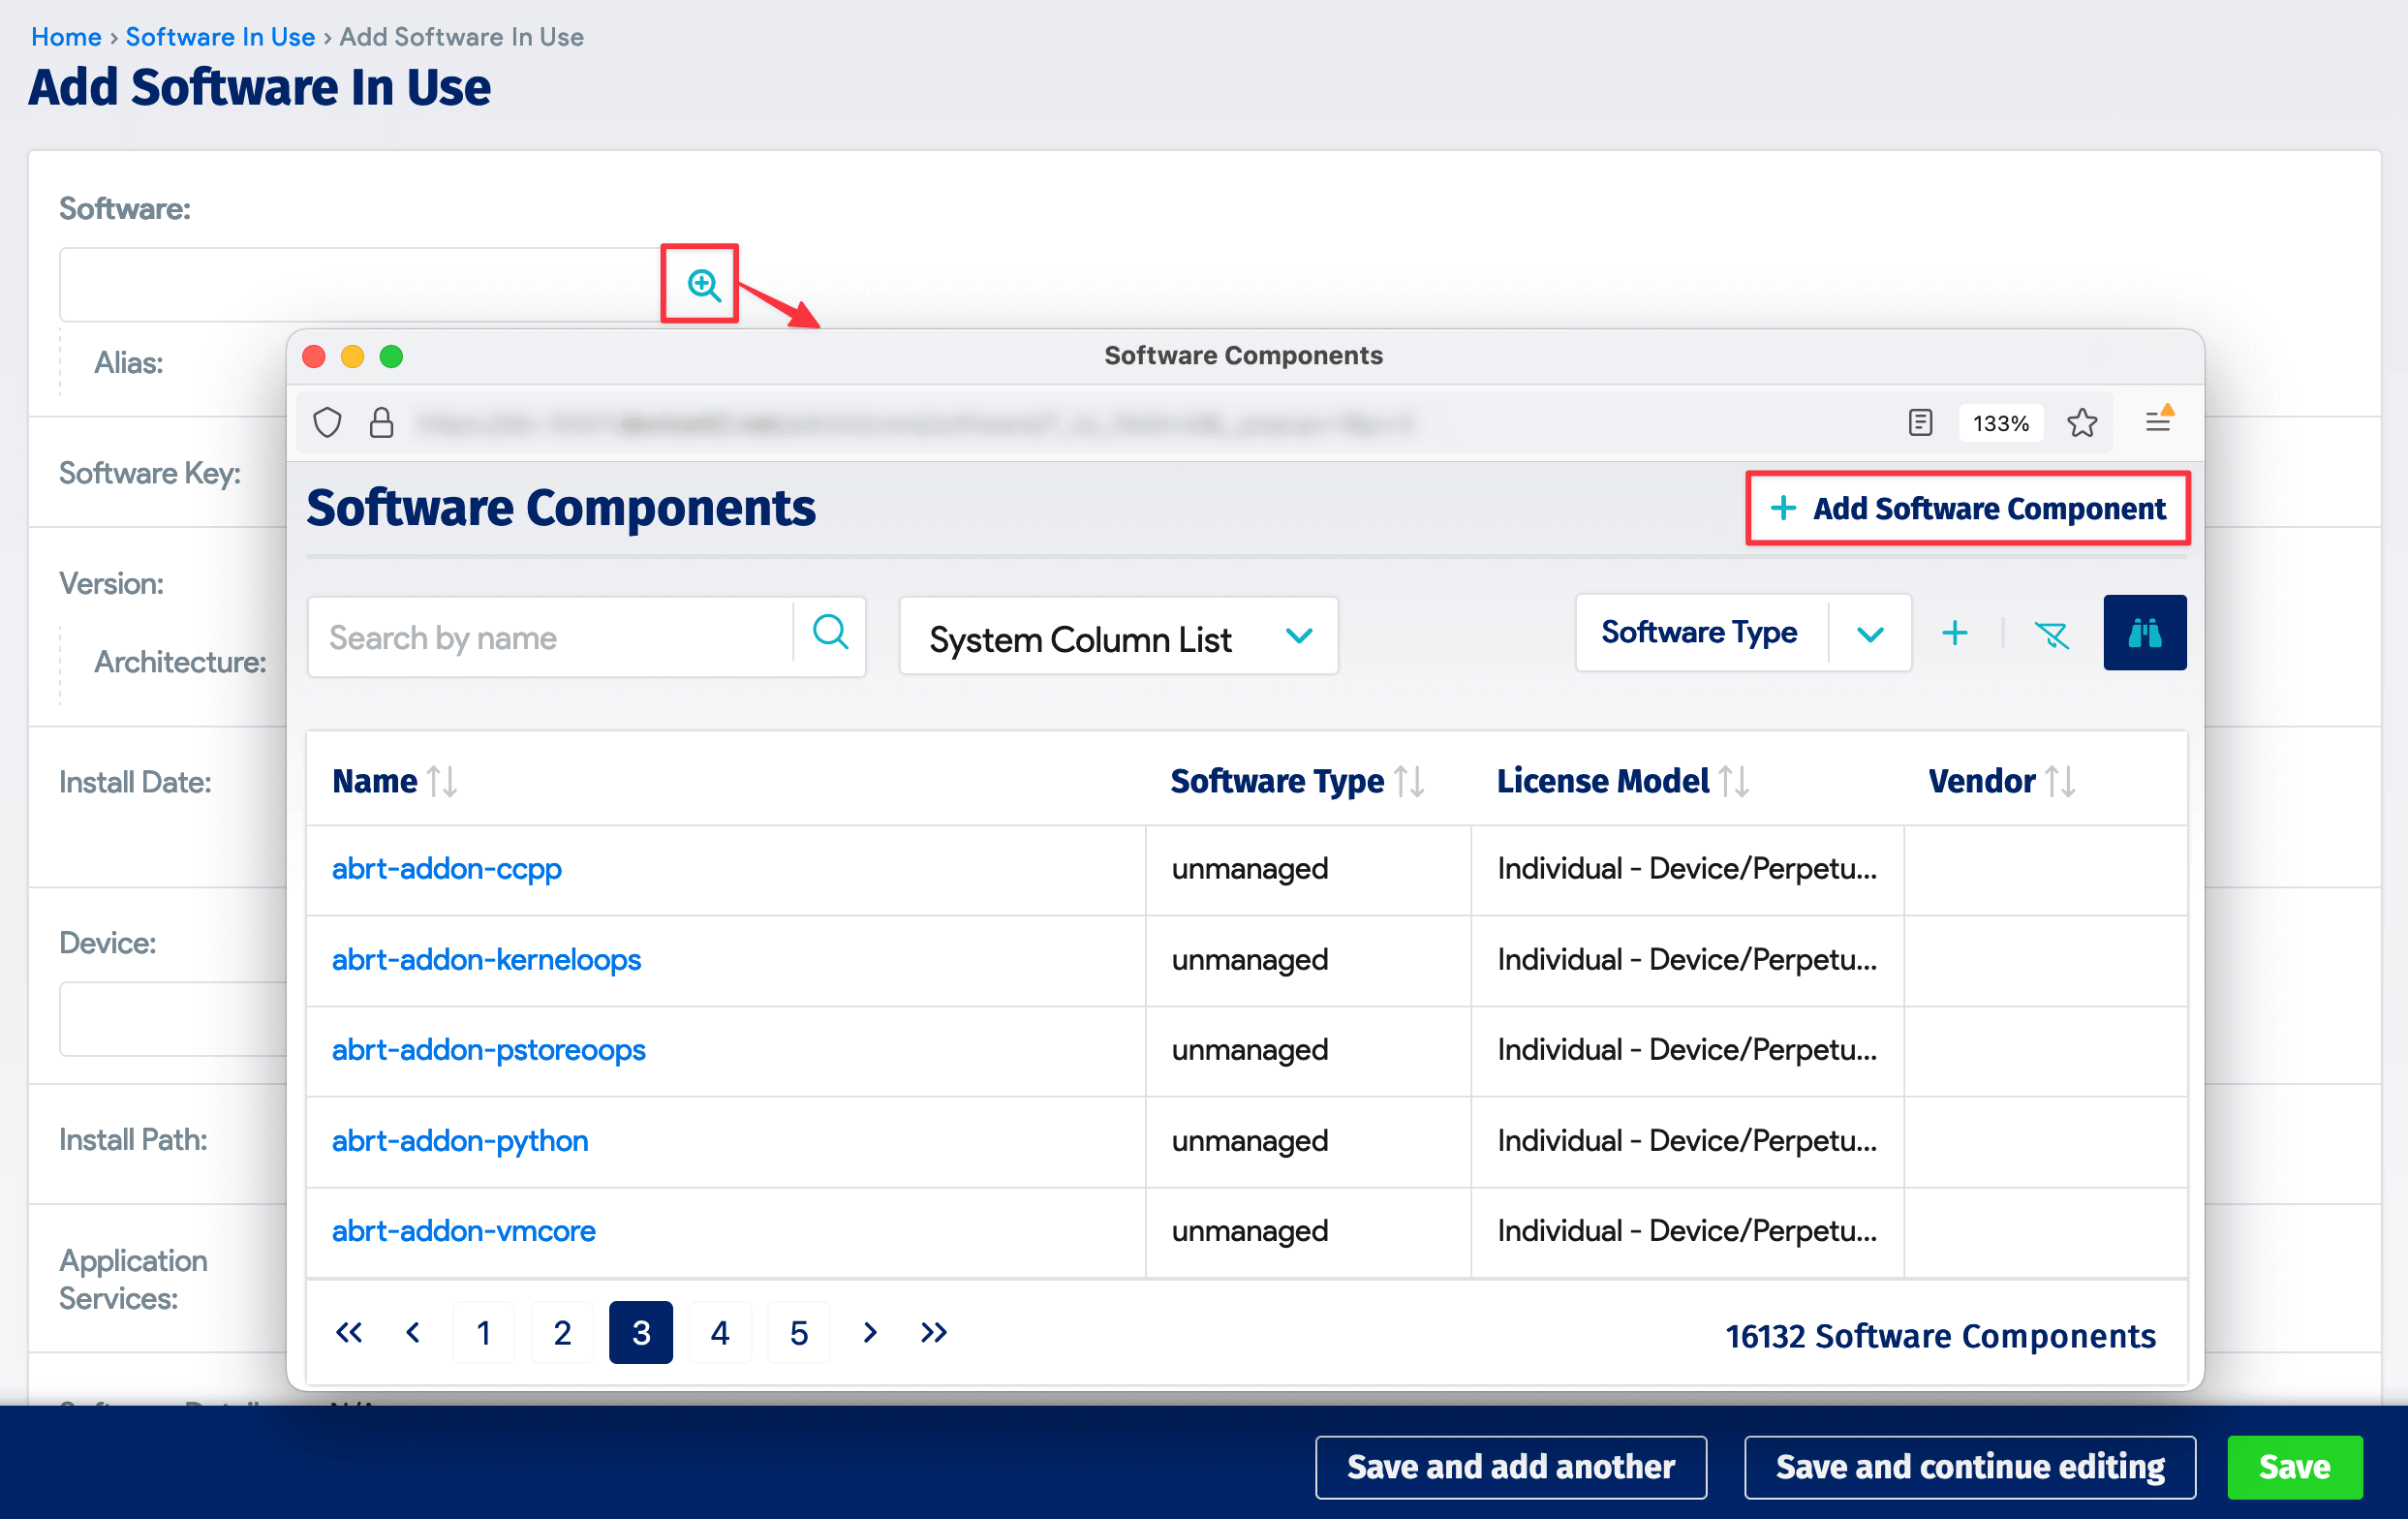 Home › Software In Use › Add Software In Use
Add Software In Use
Software:
Alias:
Software Key:
Version:
Architecture:
Install Date:
Device:
Install Path:
Application
Services:
Software Components
133%
Software Components
+ Add Software Component
Search by name
System Column List
Software Type
Name Software Type License Model Vendor
abrt-addon-ccpp unmanaged Individual - Device/Perpetu...
abrt-addon-kerneloops unmanaged Individual - Device/Perpetu...
abrt-addon-pstoreoops unmanaged Individual - Device/Perpetu...
abrt-addon-python unmanaged Individual - Device/Perpetu...
abrt-addon-vmcore unmanaged Individual - Device/Perpetu...
« ‹ 1 2 3 4 5 › »
16132 Software Components
Save and add another
Save and continue editing
Save